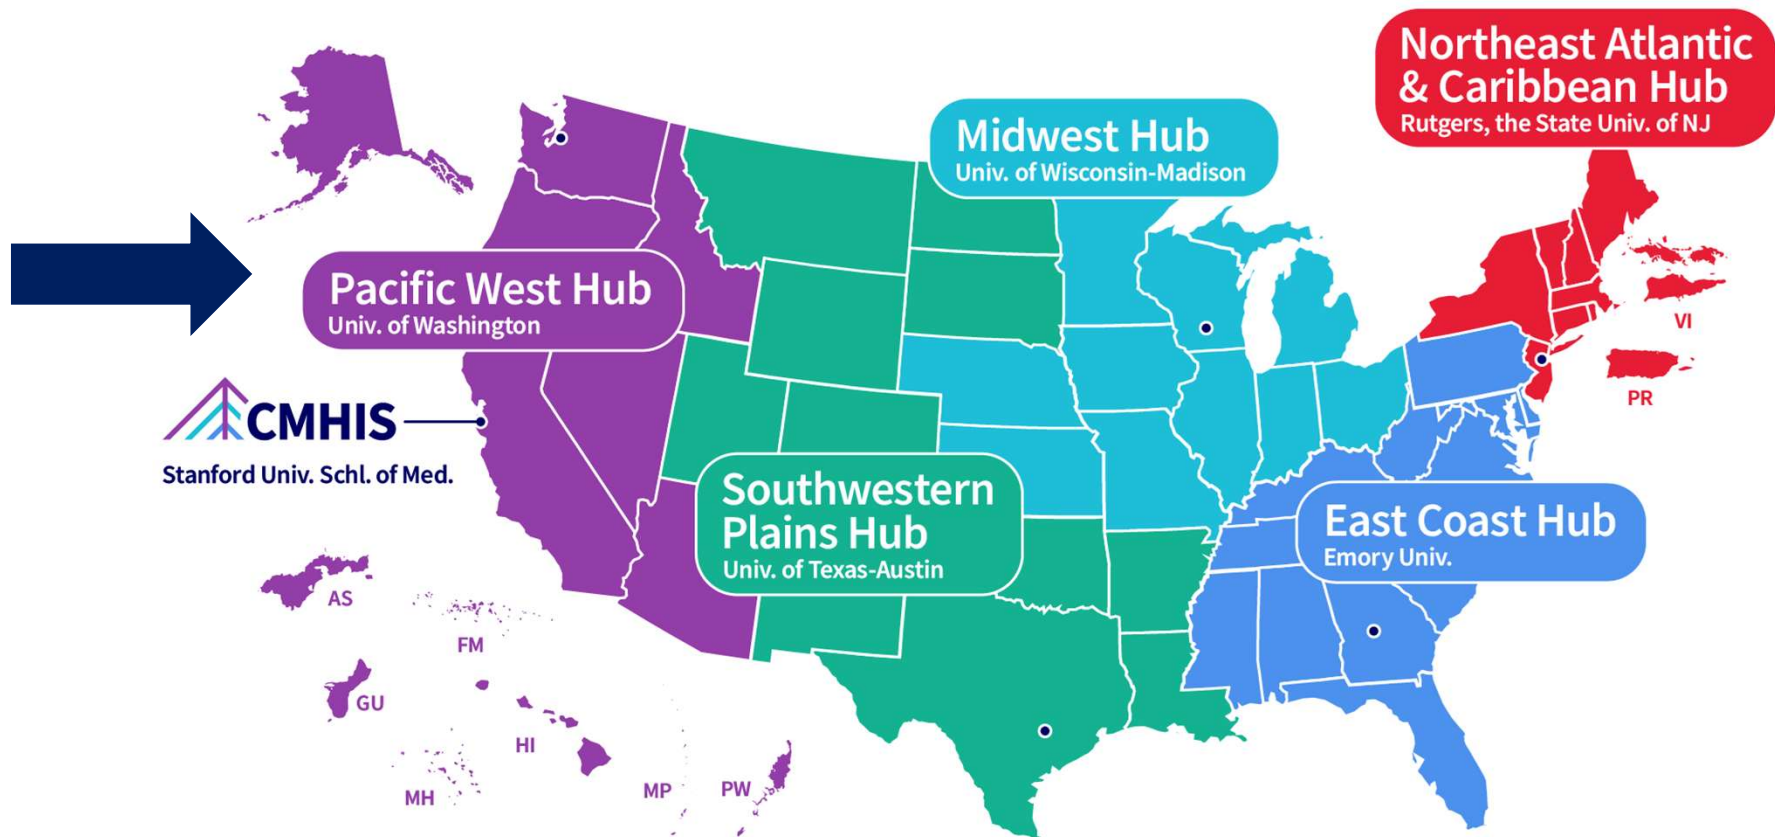 Northeast Atlantic
& Caribbean Hub
Rutgers, the State Univ. of NJ
Midwest Hub
Univ. of Wisconsin-Madison
Pacific West Hub
Univ. of Washington
VI
PR
CMHIS
Stanford Univ. Schl. of Med.
Southwestern
Plains Hub
Univ. of Texas-Austin
East Coast Hub
Emory Univ.
AS
FM
GU
HI
MH
MP
PW